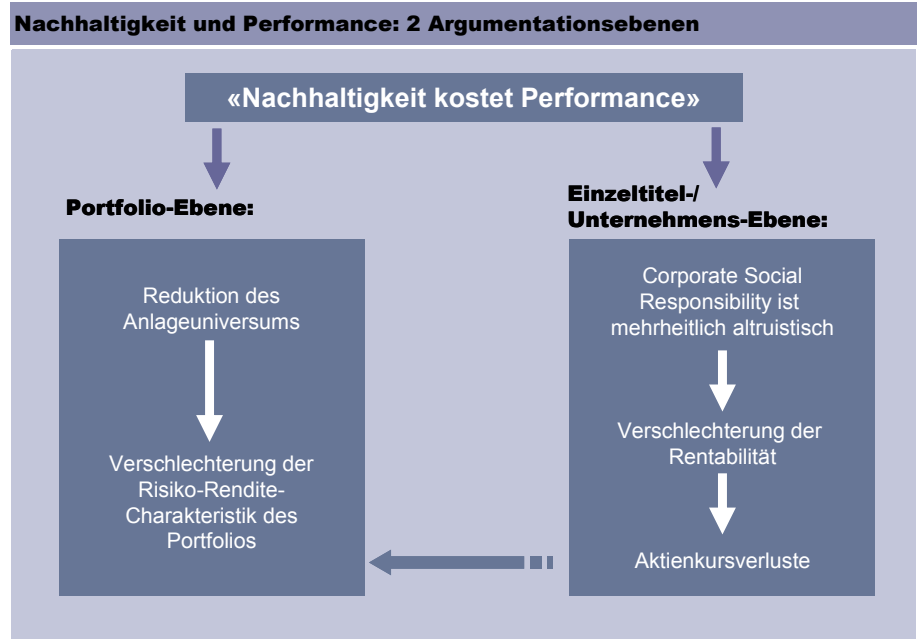 Nachhaltigkeit und Performance: 2 Argumentationsebenen
«Nachhaltigkeit kostet Performance»
Portfolio-Ebene:
Reduktion des
Anlageuniversums
Verschlechterung der
Risiko-Rendite-
Charakteristik des
Portfolios
Einzeltitel-/
Unternehmens-Ebene:
Corporate Social
Responsibility ist
mehrheitlich altruistisch
Verschlechterung der
Rentabilität
Aktienkursverluste